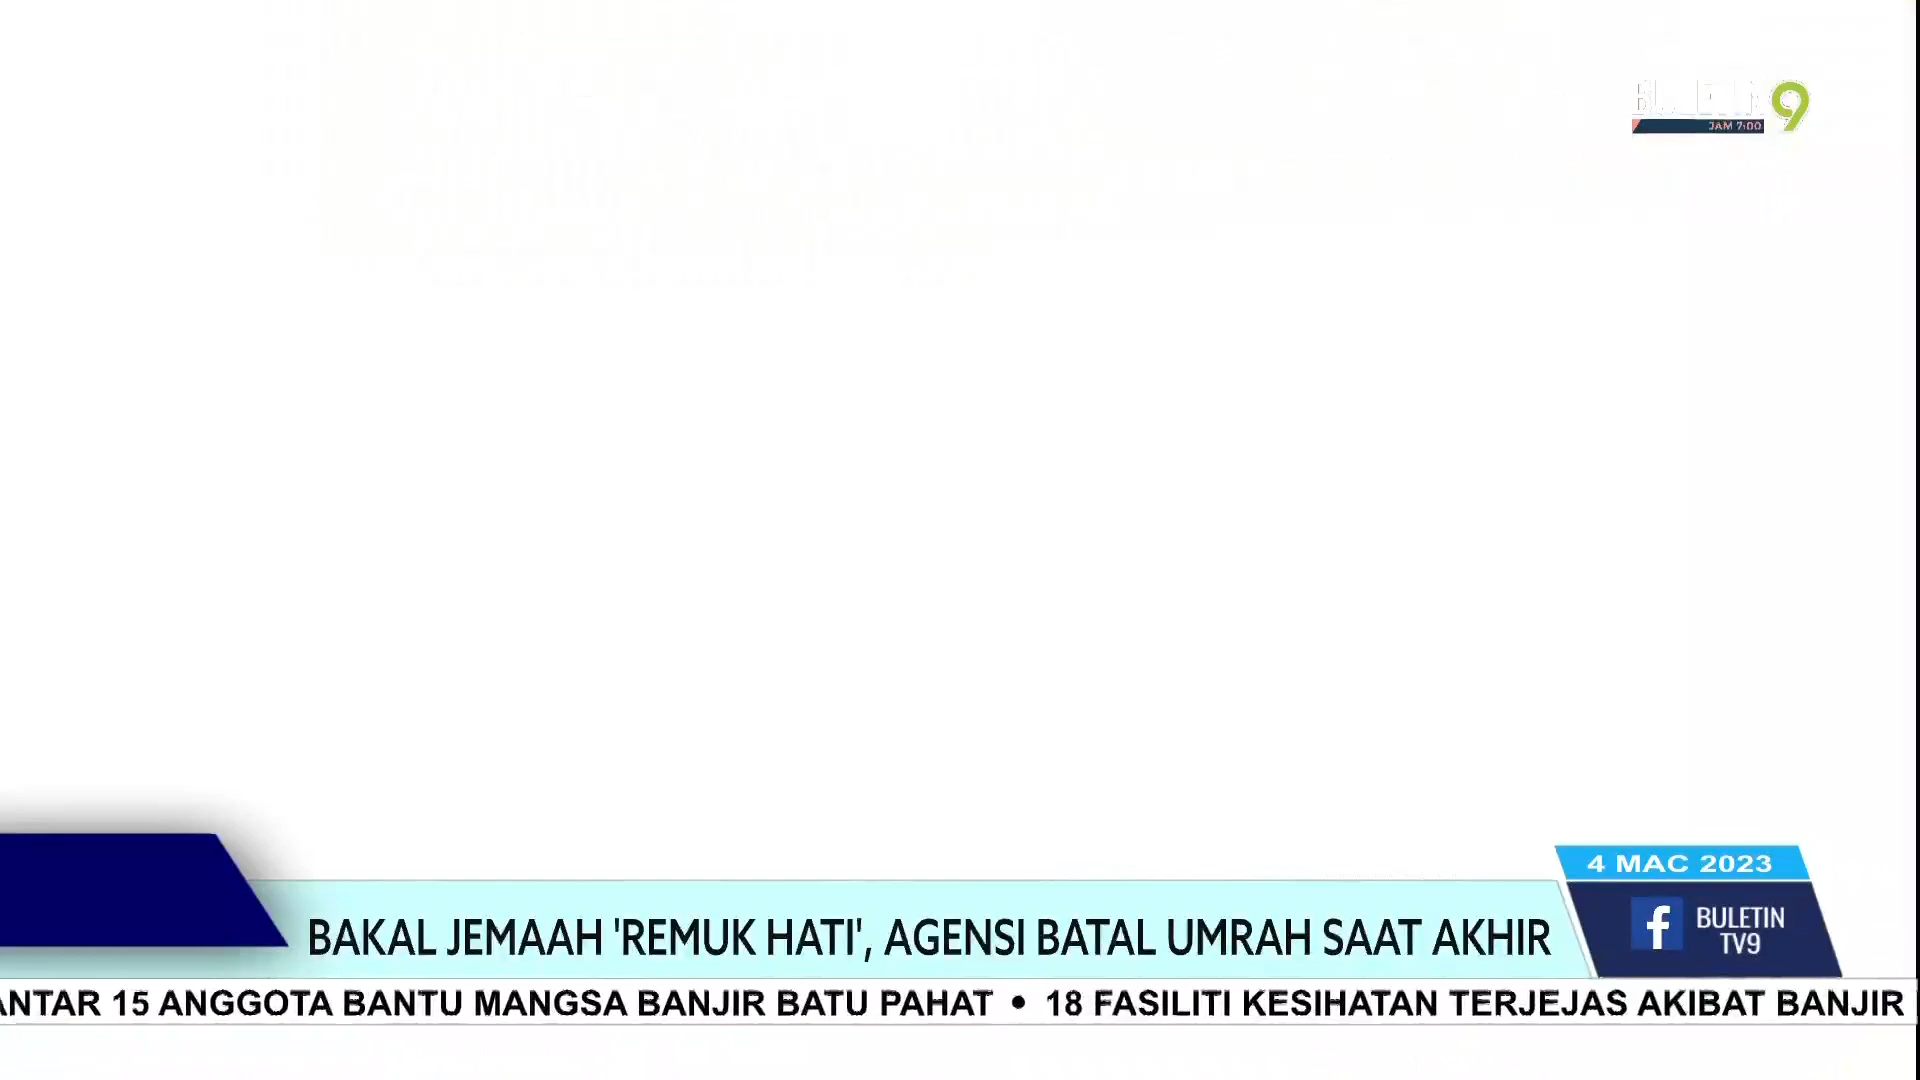 9
JAM 7:00
4 MAC 2023
BAKAL JEMAAH 'REMUK HATI', AGENSI BATAL UMRAH SAAT AKHIR
BULETIN
TV9
15 ANGGOTA BANTU MANGSA BANJIR BATU PAHAT • 18 FASILITI KESIHATAN TERJEJAS AKIBAT BANJIR